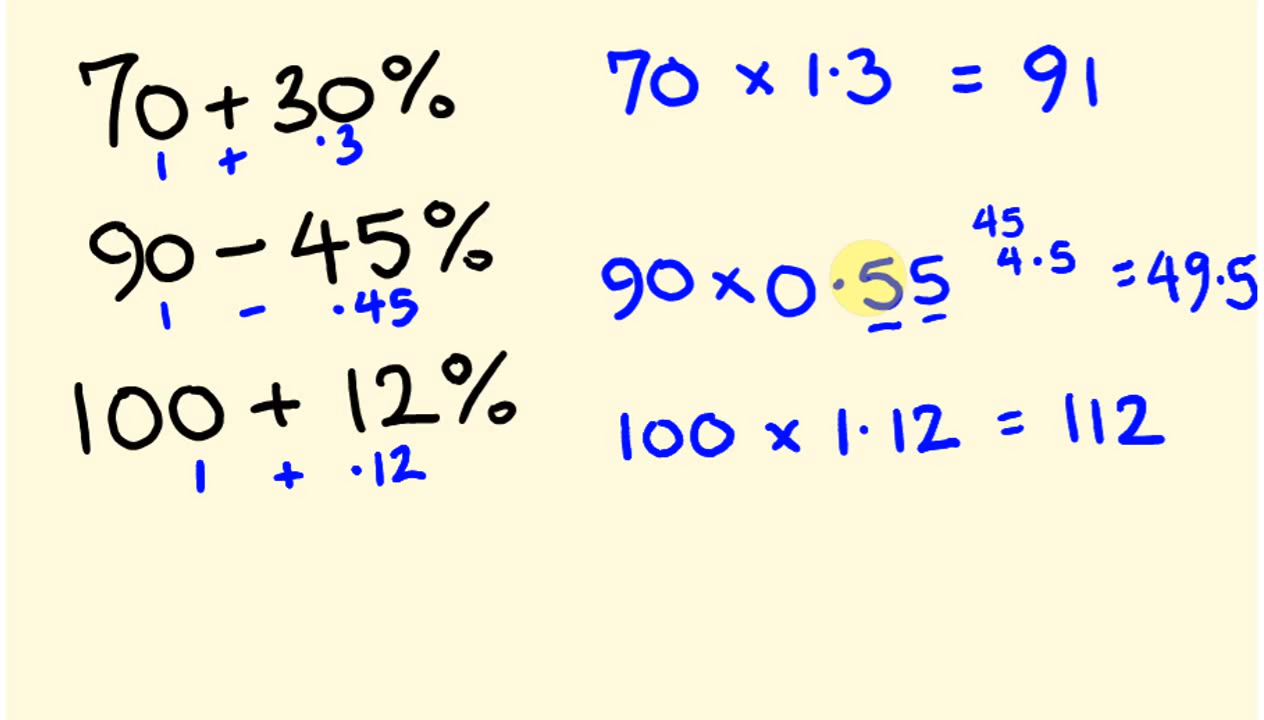 70 + 30% 70 × 1·3 = 91
1 + ·3
90 - 45% 90 × 0·55 45 4·5 = 49·5
1 - ·45
100 + 12% 100 × 1·12 = 112
1 + ·12